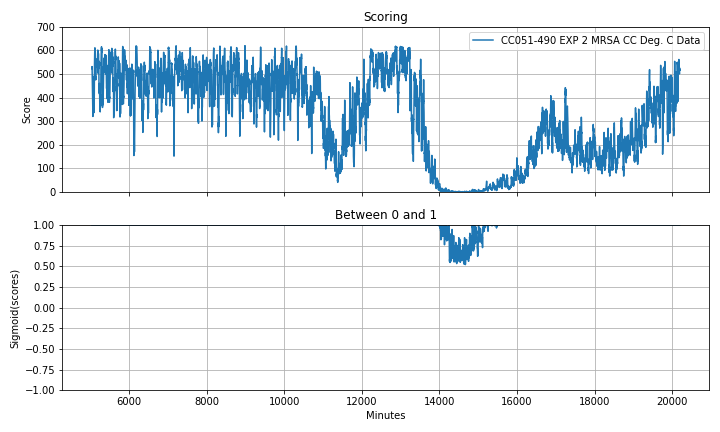 Scoring
700
600
500
400
300
200
100
0
Score
CC051-490 EXP 2 MRSA CC Deg. C Data
Between 0 and 1
1.00
0.75
0.50
0.25
0.00
−0.25
−0.50
−0.75
−1.00
Sigmoid(scores)
6000 8000 10000 12000 14000 16000 18000 20000
Minutes